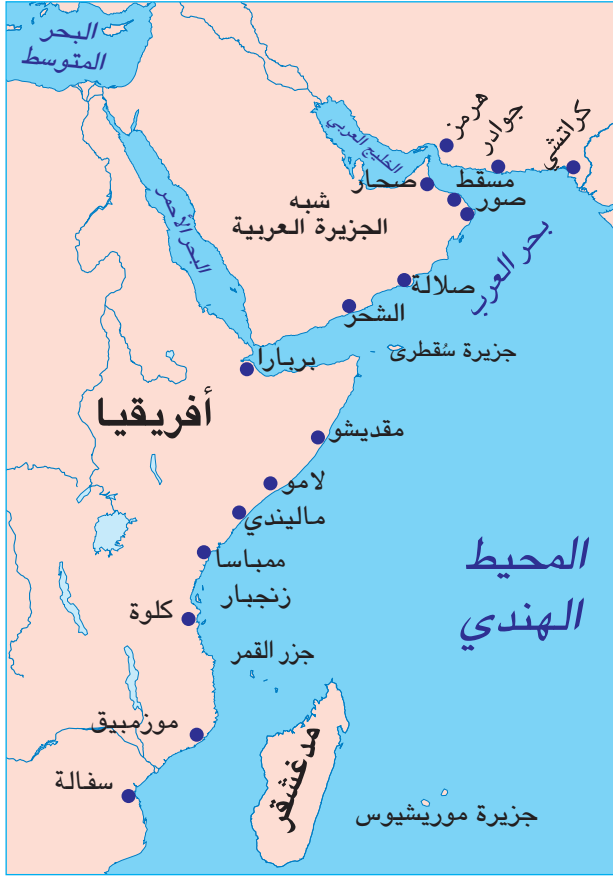 البحر
المتوسط
هرمز
جوادر
كراتشي
الخليج العربي
صحار
مسقط
صور
شبه
الجزيرة العربية
البحر الأحمر
بحر العرب
صلالة
الشحر
جزيرة سُقطرى
بربارا
أفريقيا
مقديشو
لامو
ماليندي
ممباسا
زنجبار
كلوة
المحيط
الهندي
جزر القمر
موزمبيق
مدغشقر
سفالة
جزيرة موريشيوس